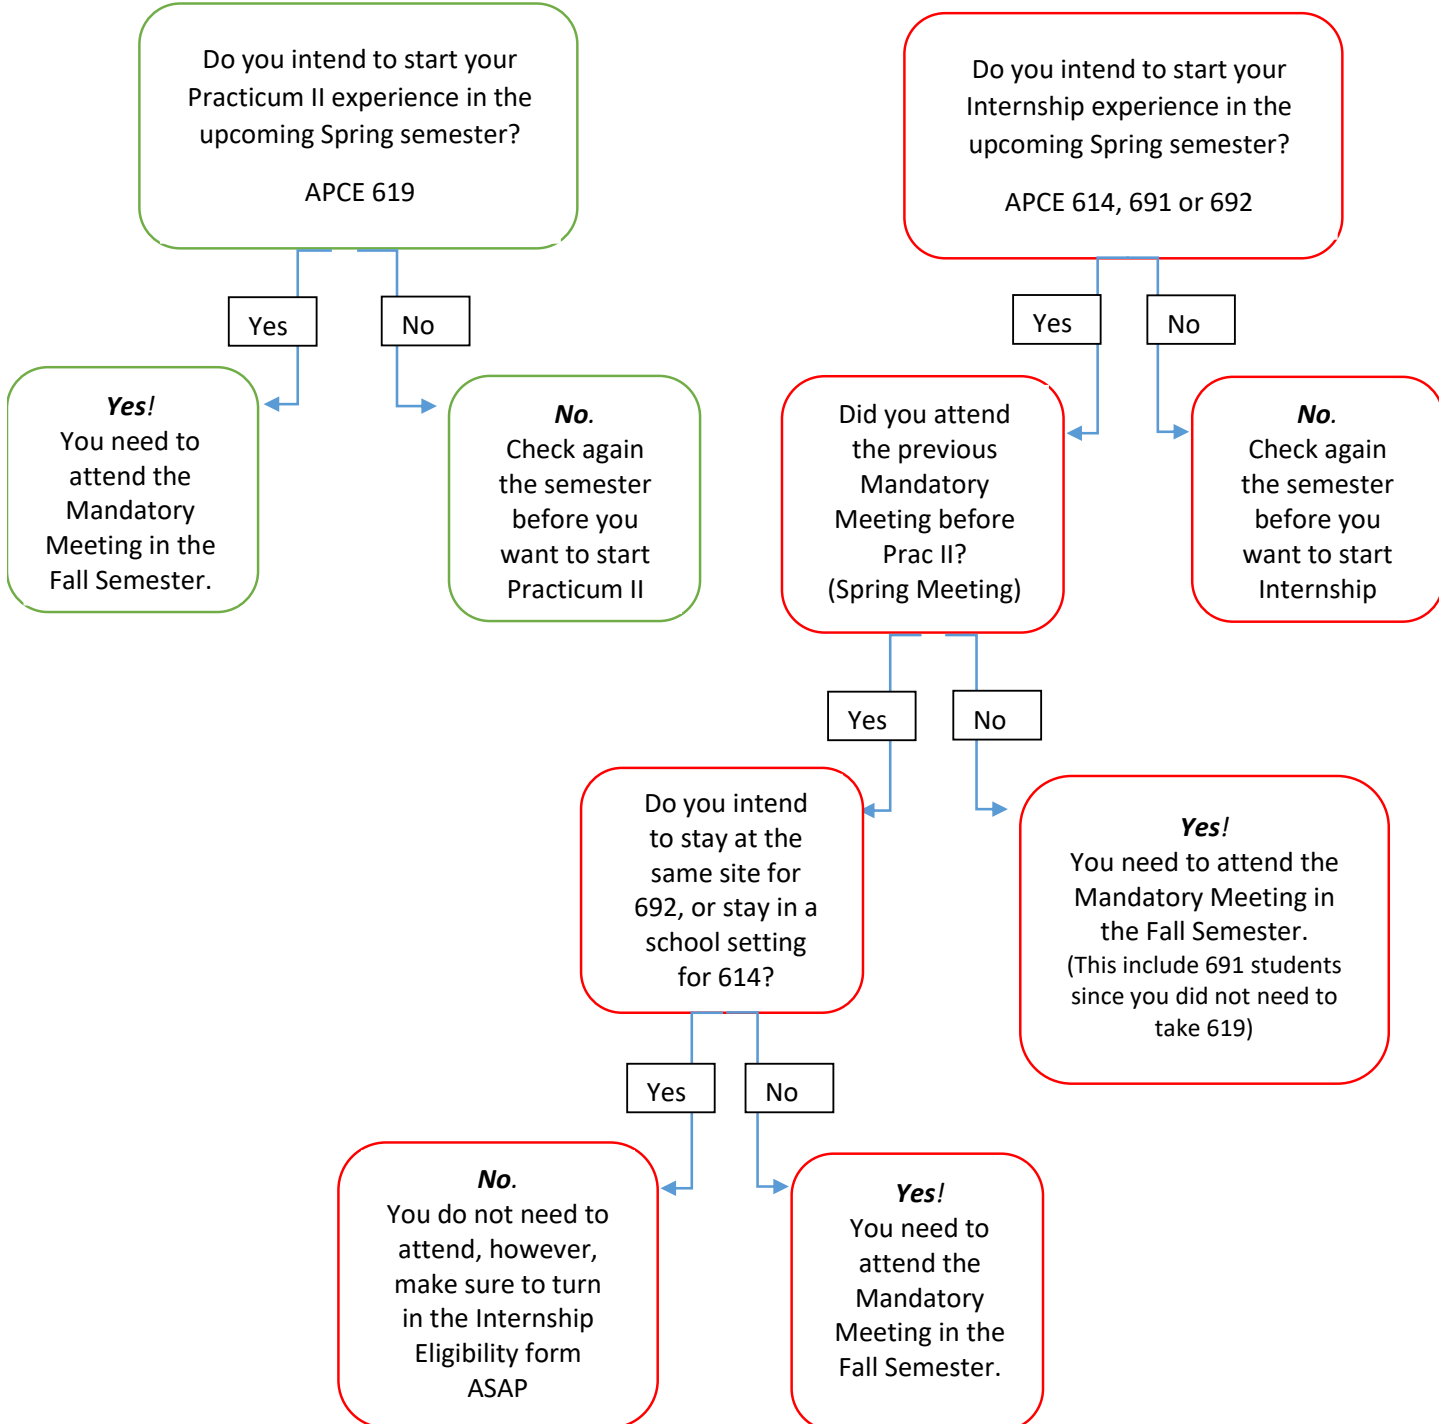 Do you intend to start your
Practicum II experience in the
upcoming Spring semester?
APCE 619
Yes
No
Yes!
You need to
attend the
Mandatory
Meeting in the
Fall Semester.
No.
Check again
the semester
before you
want to start
Practicum II
Do you intend to start your
Internship experience in the
upcoming Spring semester?
APCE 614, 691 or 692
Yes
No
Did you attend
the previous
Mandatory
Meeting before
Prac II?
(Spring Meeting)
No.
Check again
the semester
before you
want to start
Internship
Yes
No
Do you intend
to stay at the
same site for
692, or stay in a
school setting
for 614?
Yes!
You need to attend the
Mandatory Meeting in
the Fall Semester.
(This include 691 students
since you did not need to
take 619)
Yes
No
No.
You do not need to
attend, however,
make sure to turn
in the Internship
Eligibility form
ASAP
Yes!
You need to
attend the
Mandatory
Meeting in the
Fall Semester.